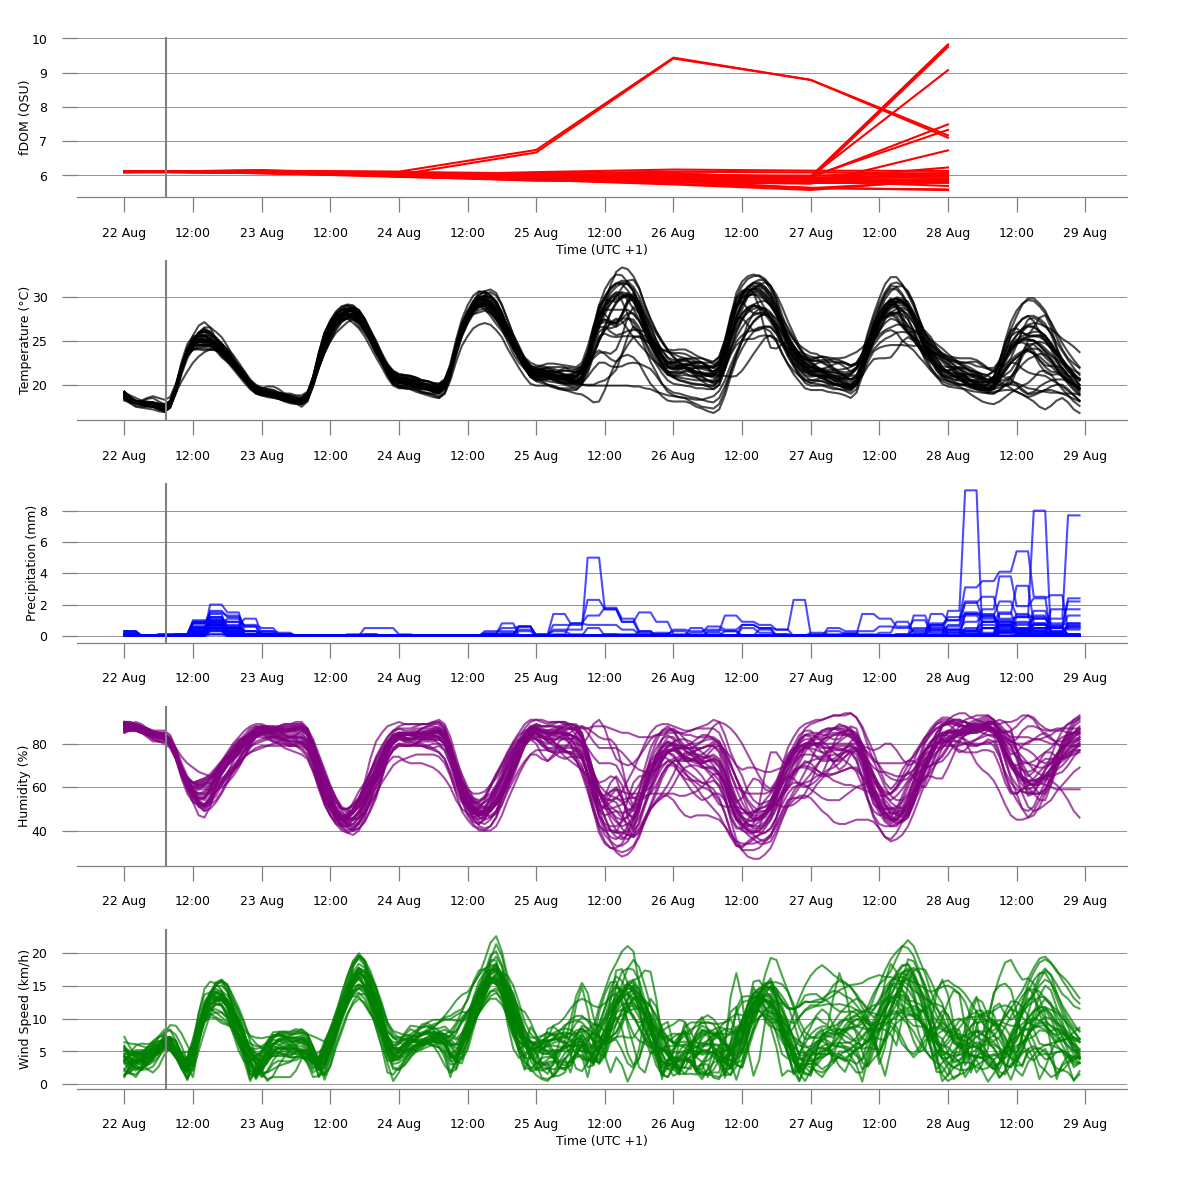 10
9
8
7
6
fDOM (QSU)
22 Aug 12:00 23 Aug 12:00 24 Aug 12:00 25 Aug 12:00 26 Aug 12:00 27 Aug 12:00 28 Aug 12:00 29 Aug
Time (UTC +1)
30
25
20
Temperature (°C)
22 Aug 12:00 23 Aug 12:00 24 Aug 12:00 25 Aug 12:00 26 Aug 12:00 27 Aug 12:00 28 Aug 12:00 29 Aug
8
6
4
2
0
Precipitation (mm)
22 Aug 12:00 23 Aug 12:00 24 Aug 12:00 25 Aug 12:00 26 Aug 12:00 27 Aug 12:00 28 Aug 12:00 29 Aug
80
60
40
Humidity (%)
22 Aug 12:00 23 Aug 12:00 24 Aug 12:00 25 Aug 12:00 26 Aug 12:00 27 Aug 12:00 28 Aug 12:00 29 Aug
20
15
10
5
0
Wind Speed (km/h)
22 Aug 12:00 23 Aug 12:00 24 Aug 12:00 25 Aug 12:00 26 Aug 12:00 27 Aug 12:00 28 Aug 12:00 29 Aug
Time (UTC +1)